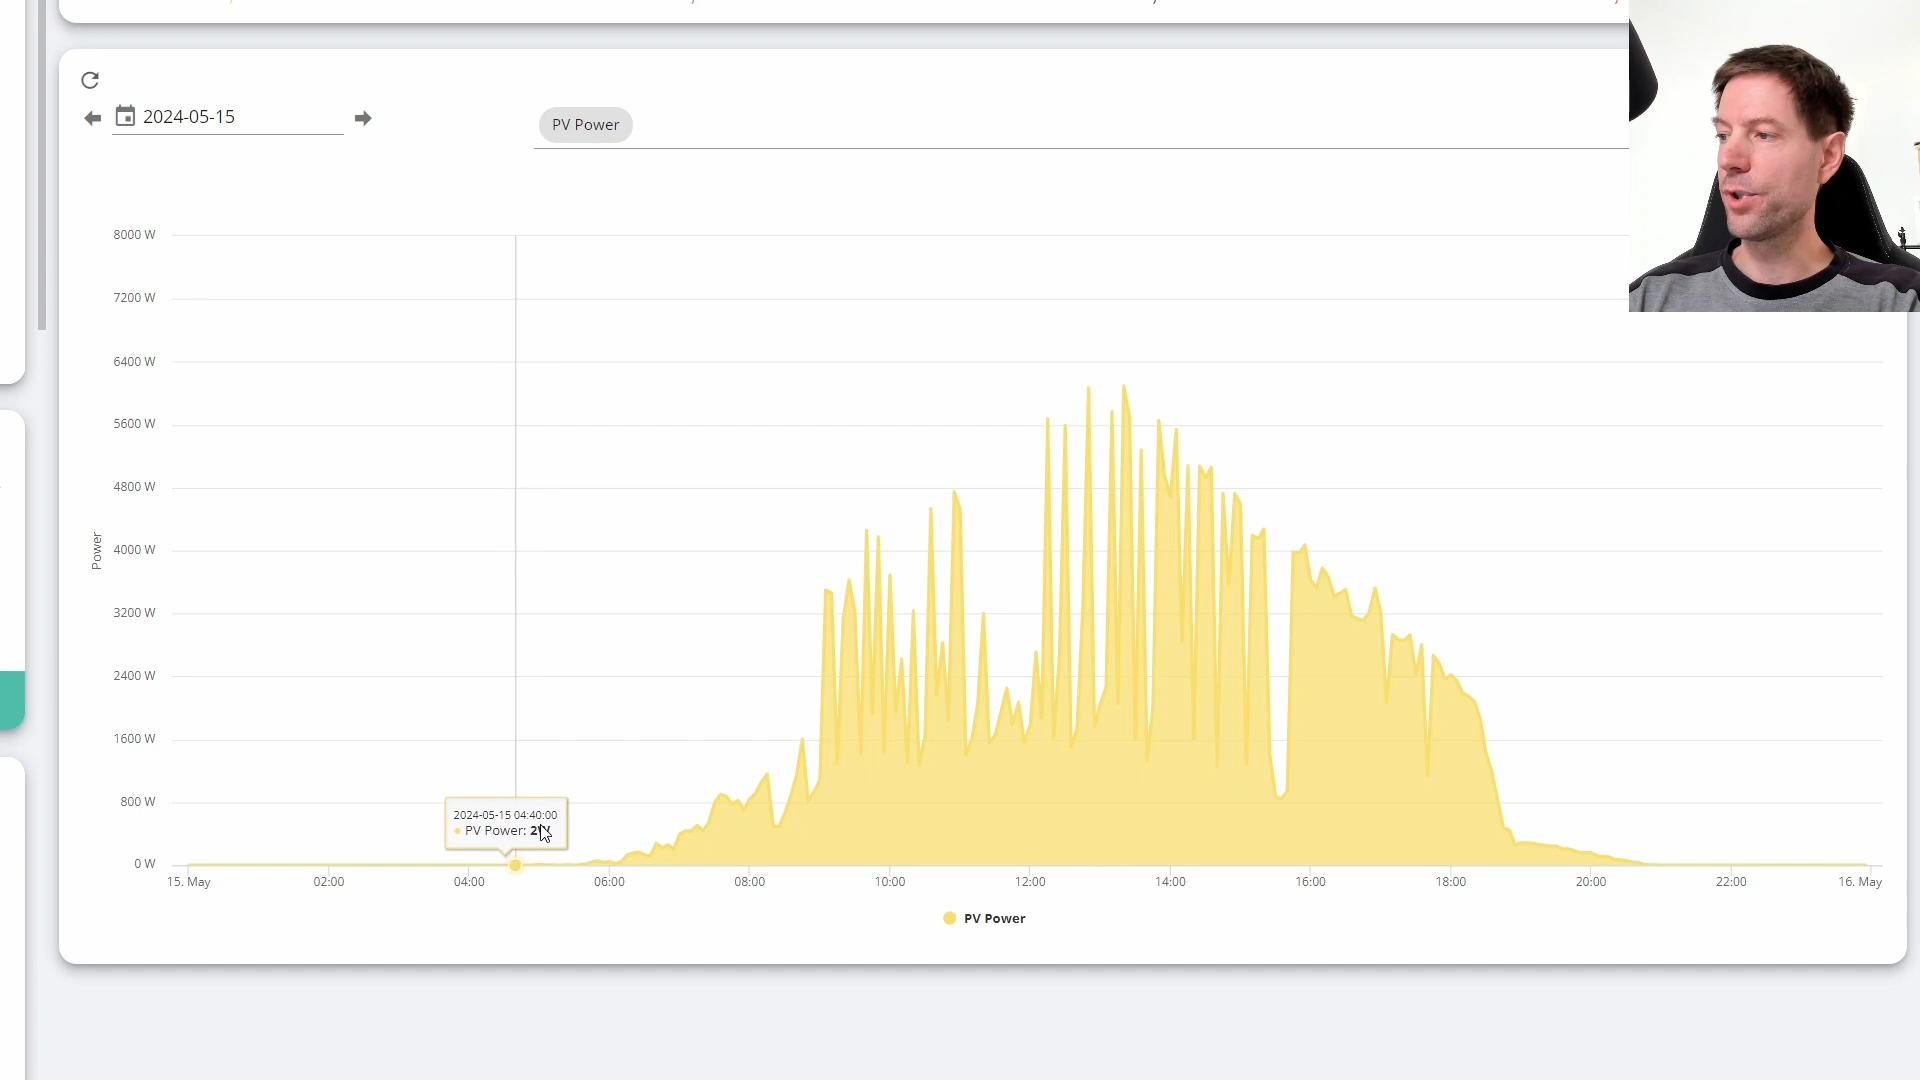 2024-05-15
PV Power
8000 W
7200 W
6400 W
5600 W
4800 W
4000 W
3200 W
2400 W
1600 W
800 W
0 W
Power
2024-05-15 04:40:00
PV Power: 2W
15. May
02:00
04:00
06:00
08:00
10:00
12:00
14:00
16:00
18:00
20:00
22:00
16. May
PV Power